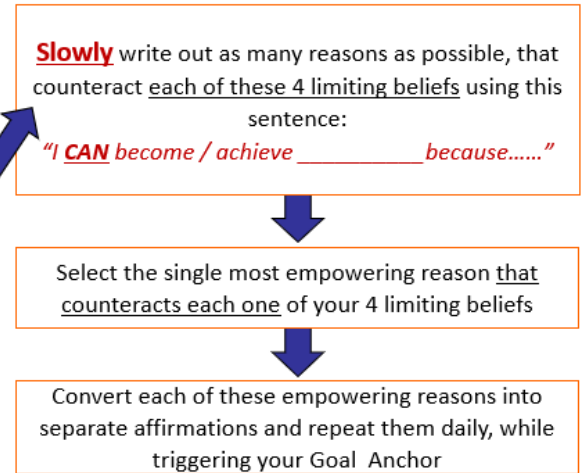 Slowly write out as many reasons as possible, that
counteract each of these 4 limiting beliefs using this
sentence:
“I CAN become / achieve __________ because……”
Select the single most empowering reason that
counteracts each one of your 4 limiting beliefs
Convert each of these empowering reasons into
separate affirmations and repeat them daily, while
triggering your Goal Anchor